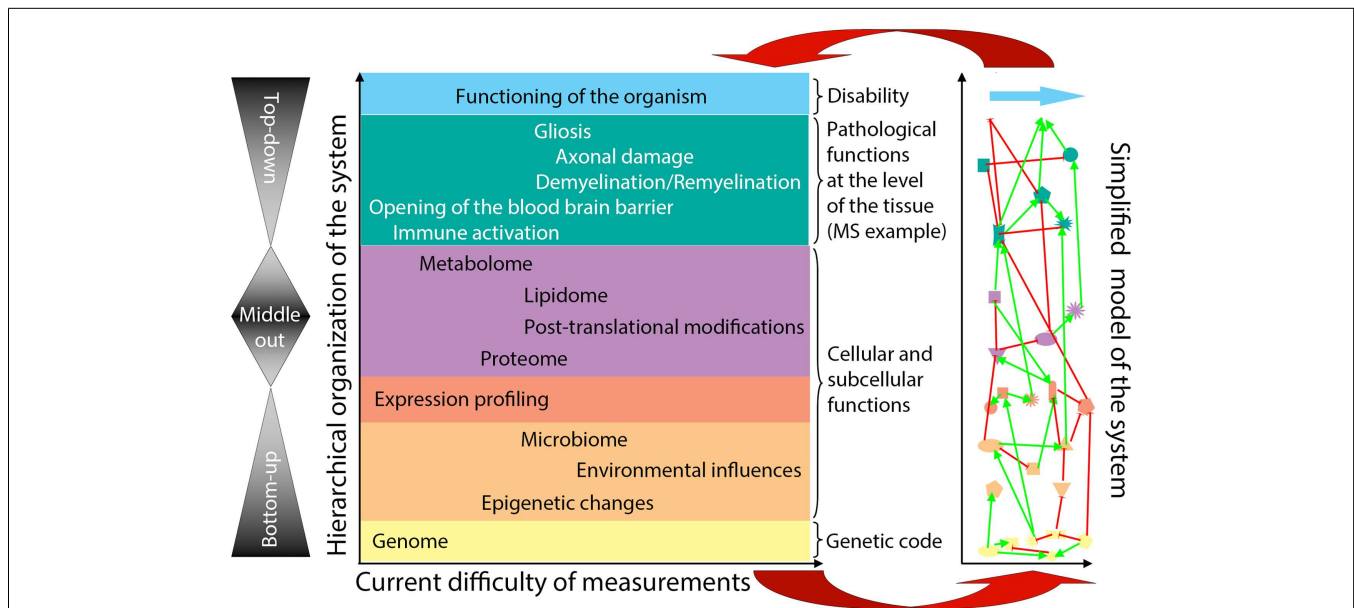 Top-down
Middle
out
Bottom-up
Hierarchical organization of the system
Functioning of the organism
Gliosis
Axonal damage
Demyelination/Remyelination
Opening of the blood brain barrier
Immune activation
Metabolome
Lipidome
Post-translational modifications
Proteome
Expression profiling
Microbiome
Environmental influences
Epigenetic changes
Genome
Current difficulty of measurements
Disability
Pathological
functions
at the level
of the tissue
(MS example)
Cellular and
subcellular
functions
Genetic code
Simplified model of the system